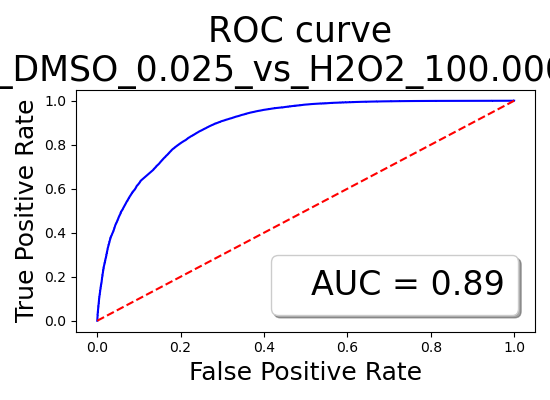 ROC curve
_DMSO_0.025_vs_H2O2_100.000
True Positive Rate
1.0
0.8
0.6
0.4
0.2
0.0
AUC = 0.89
0.0 0.2 0.4 0.6 0.8 1.0
False Positive Rate